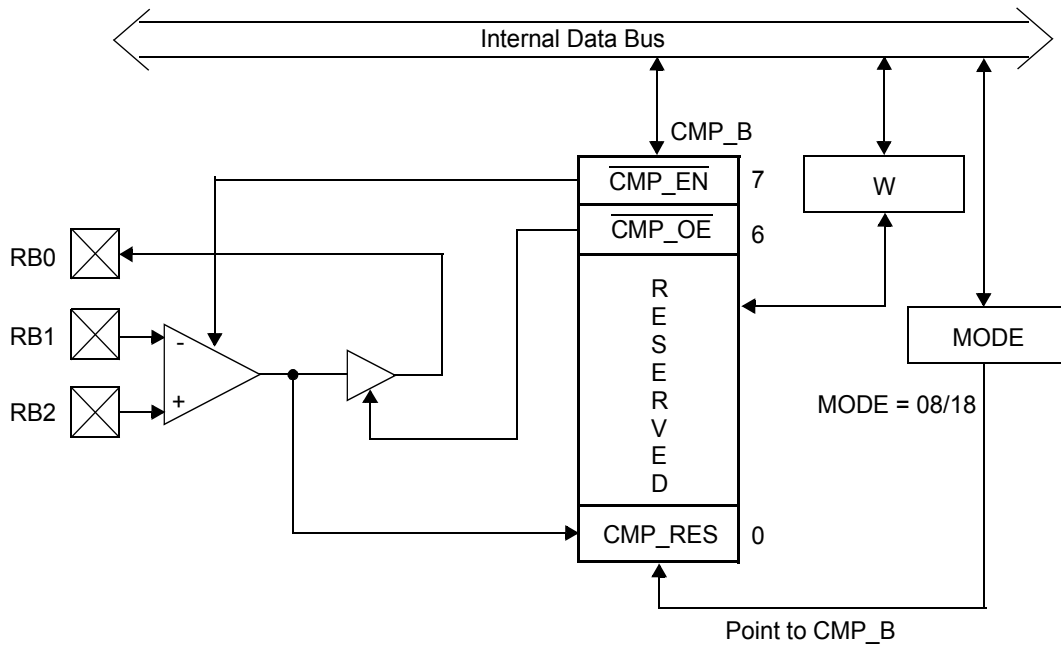 Internal Data Bus
CMP_B
CMP_EN 7
W
CMP_OE 6
RB0
R
E
S
E
R
V
E
D
RB1
-
MODE
RB2
+
MODE = 08/18
CMP_RES 0
Point to CMP_B